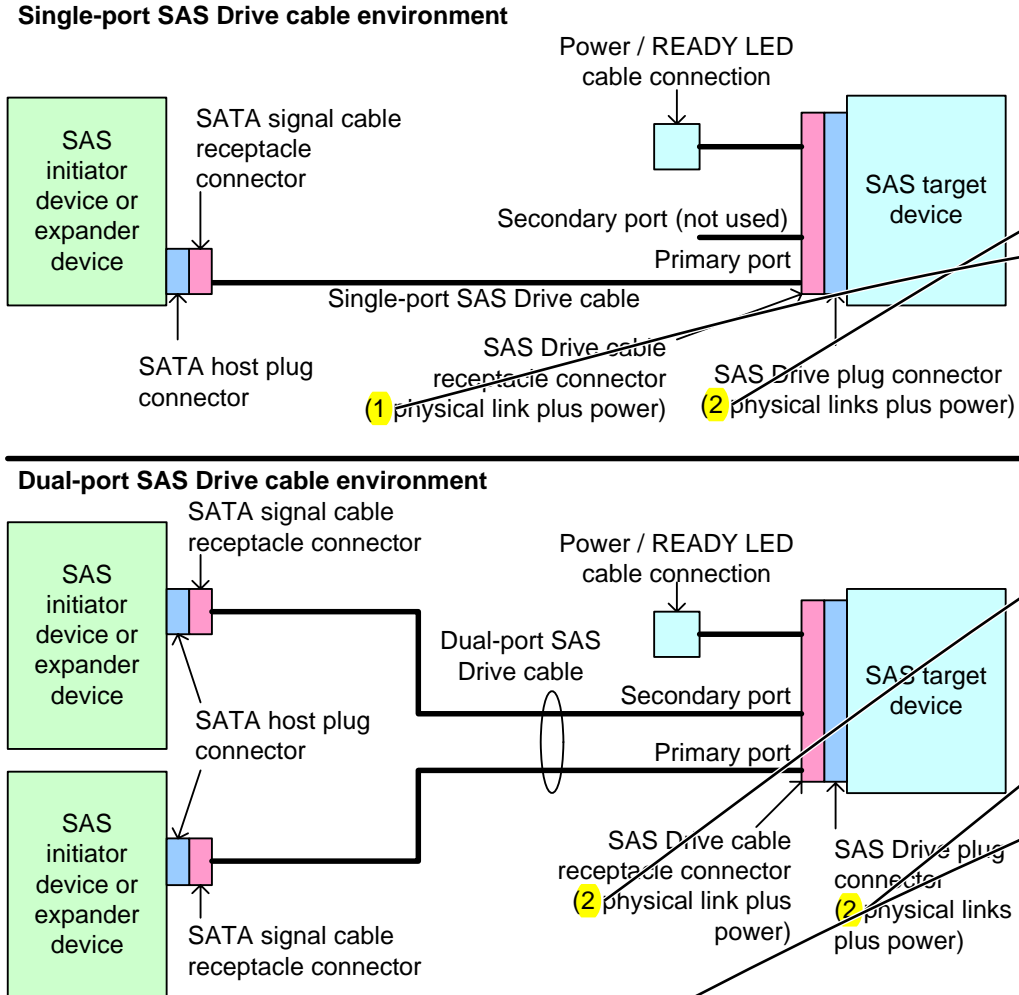 Single-port SAS Drive cable environment
Power / READY LED
cable connection
SAS
initiator
device or
expander
device
SATA signal cable
receptacle
connector
SAS target
device
Secondary port (not used)
Primary port
Single-port SAS Drive cable
SATA host plug
connector
SAS Drive cable
receptacle connector
(1 physical link plus power)
SAS Drive plug connector
(2 physical links plus power)
Dual-port SAS Drive cable environment
SATA signal cable
receptacle connector
SAS
initiator
device or
expander
device
Power / READY LED
cable connection
Dual-port SAS
Drive cable
SAS target
device
Secondary port
SATA host plug
connector
Primary port
SAS
initiator
device or
expander
device
SATA signal cable
receptacle connector
SAS Drive cable
receptacle connector
(2 physical link plus
power)
SAS Drive plug
connector
(2 physical links
plus power)